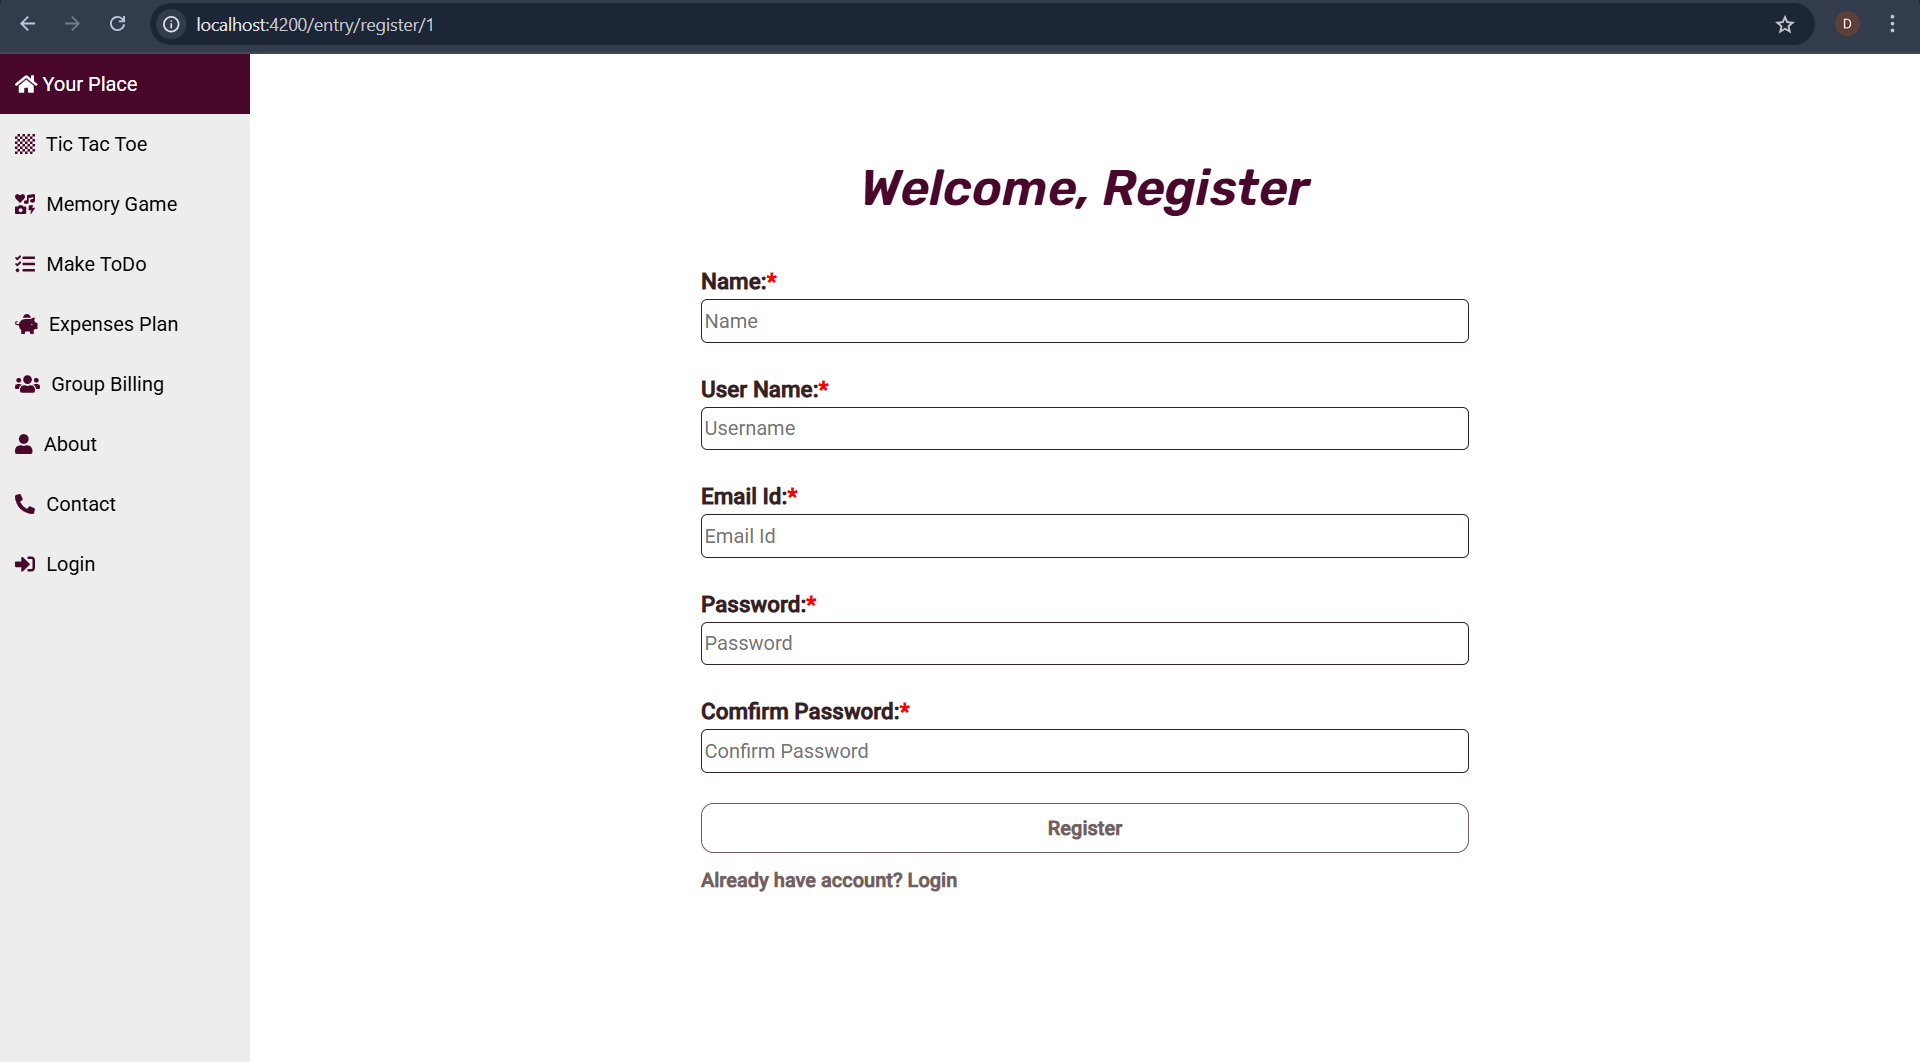 localhost:4200/entry/register/1
D
Your Place
Tic Tac Toe
Memory Game
Make ToDo
Expenses Plan
Group Billing
About
Contact
Login
Welcome, Register
Name:*
Name
User Name:*
Username
Email Id:*
Email Id
Password:*
Password
Comfirm Password:*
Confirm Password
Register
Already have account? Login